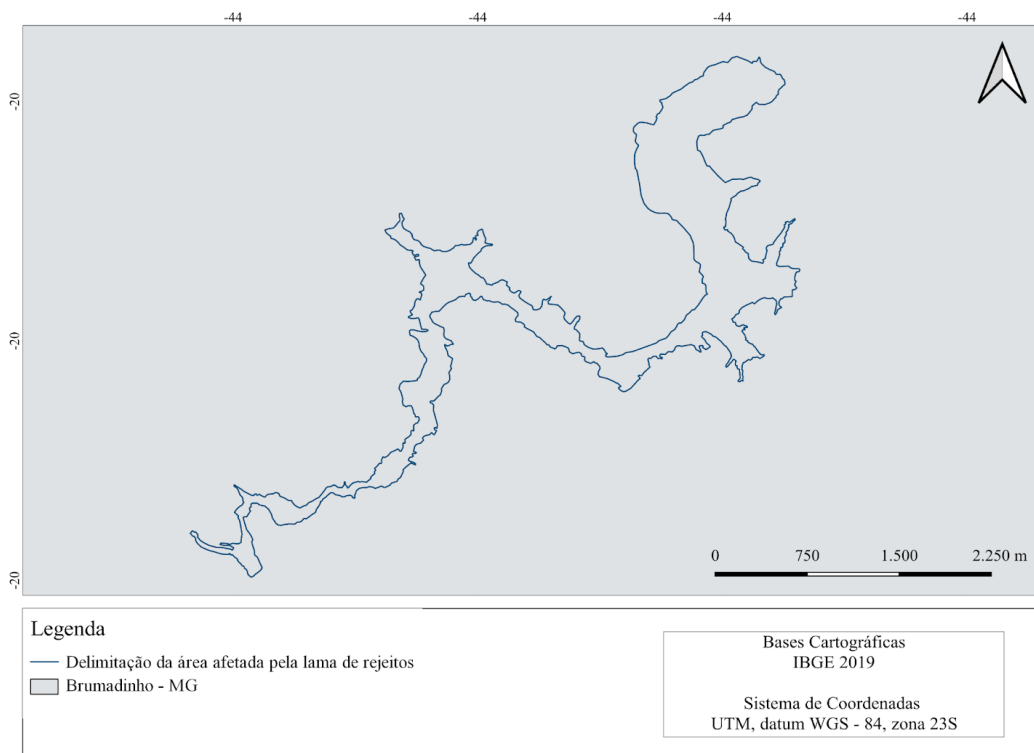 -44 -44 -44 -44
-20
-20
-20
0 750 1.500 2.250 m
Legenda
Delimitação da área afetada pela lama de rejeitos
Brumadinho - MG
Bases Cartográficas
IBGE 2019
Sistema de Coordenadas
UTM, datum WGS - 84, zona 23S